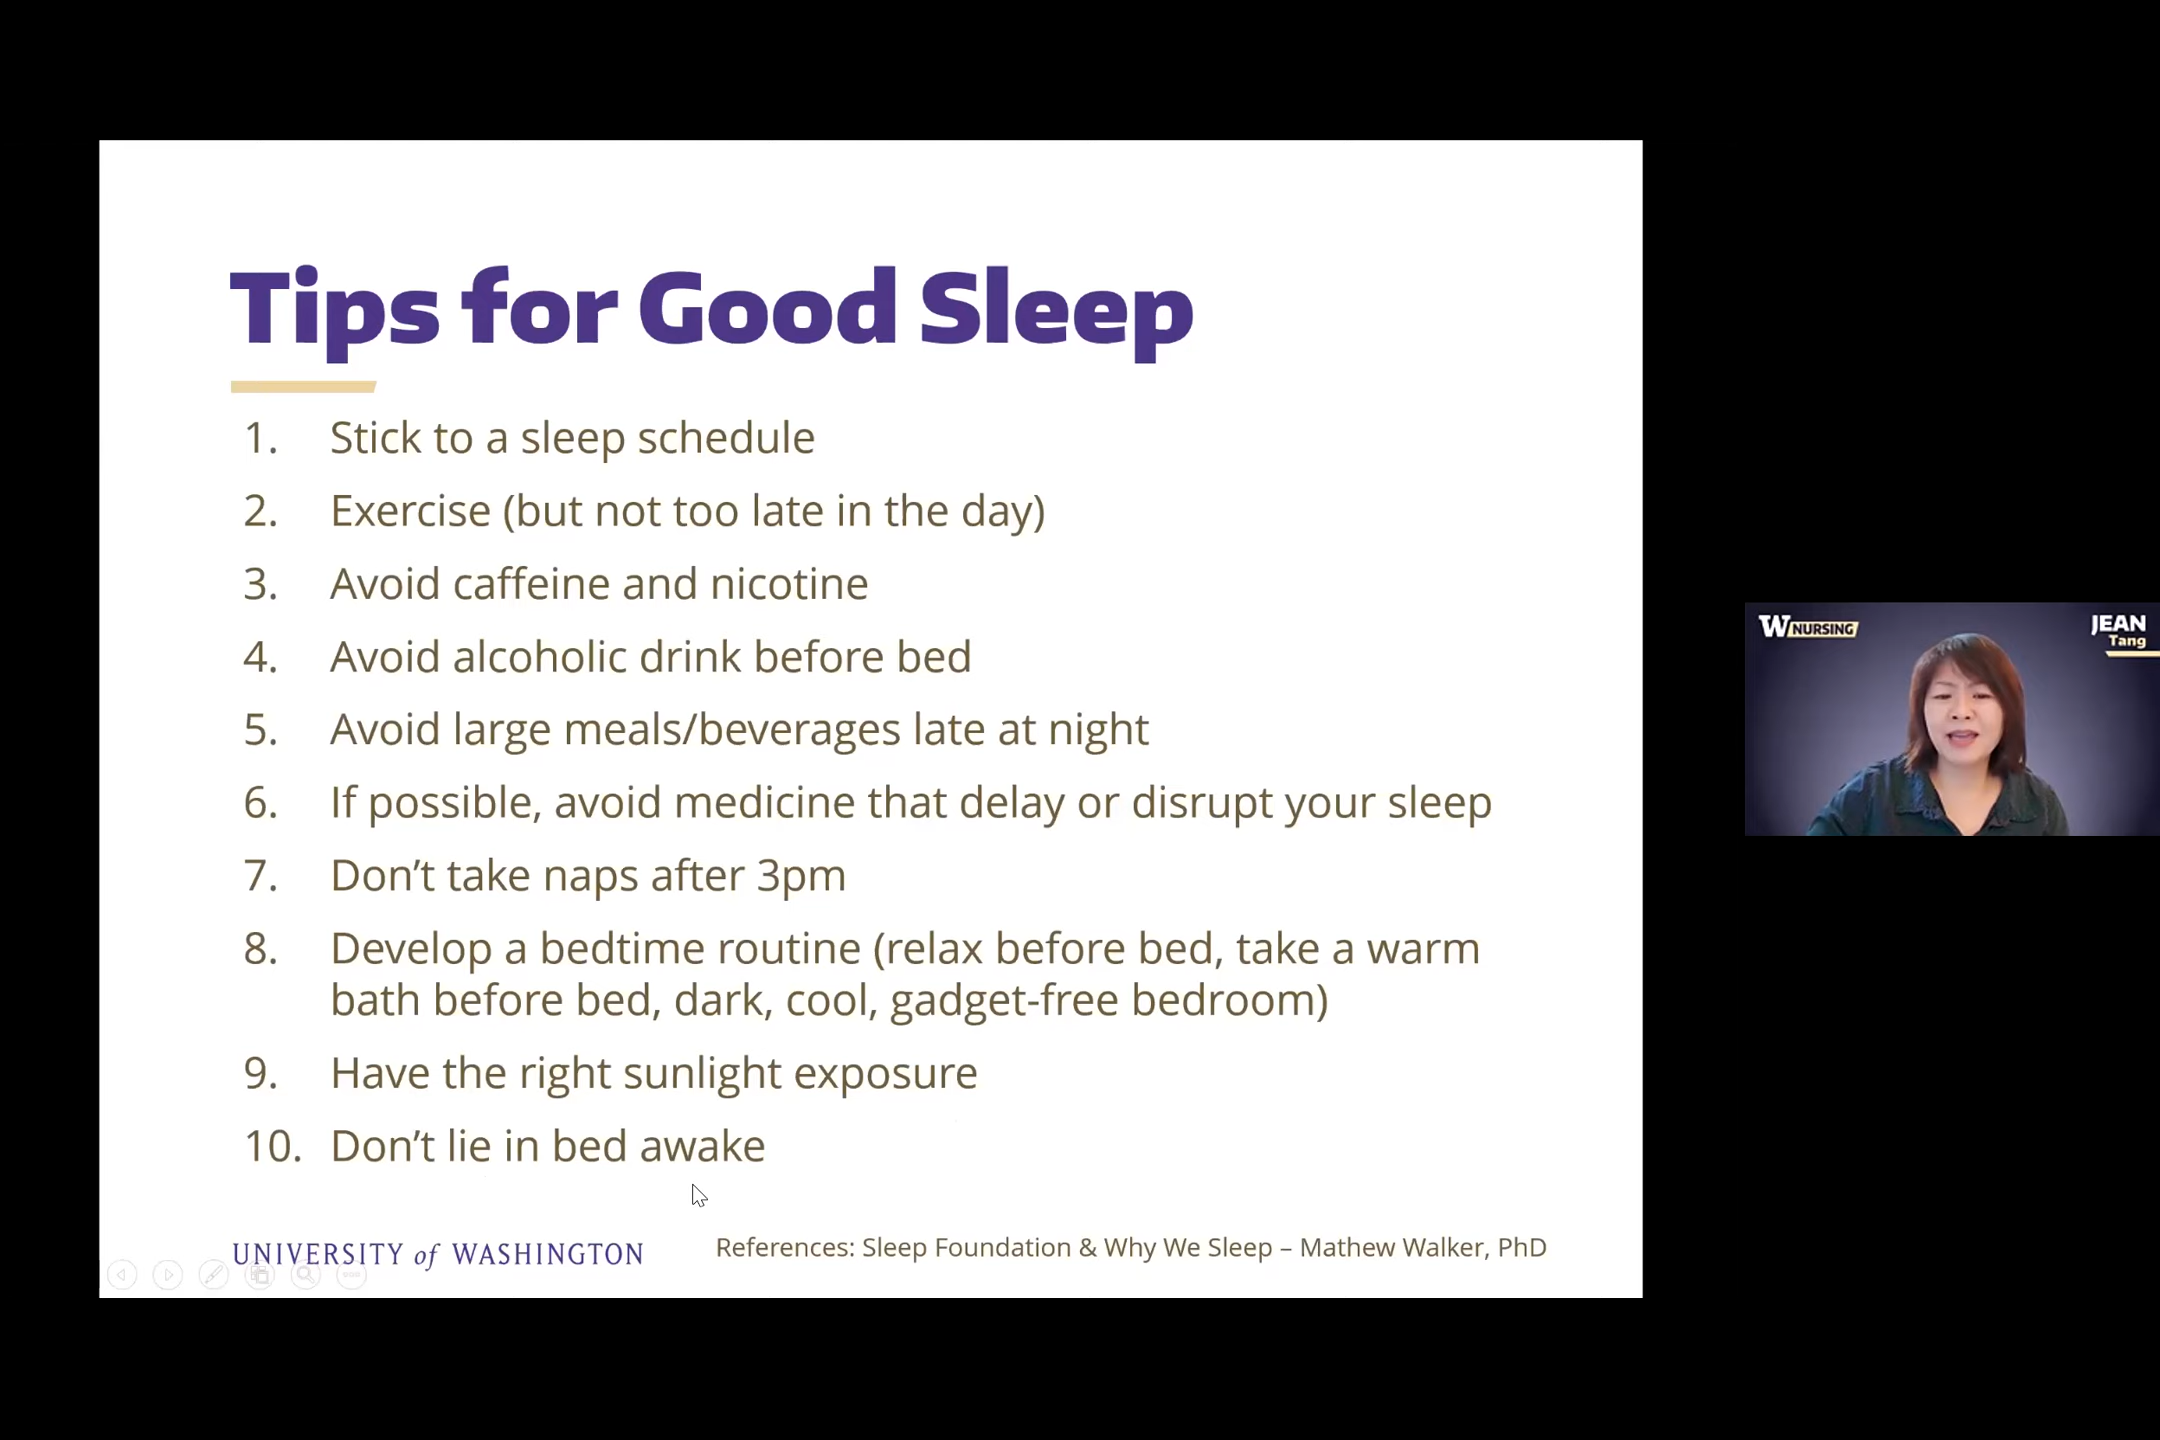 Tips for Good Sleep
1. Stick to a sleep schedule
2. Exercise (but not too late in the day)
3. Avoid caffeine and nicotine
4. Avoid alcoholic drink before bed
5. Avoid large meals/beverages late at night
6. If possible, avoid medicine that delay or disrupt your sleep
7. Don’t take naps after 3pm
8. Develop a bedtime routine (relax before bed, take a warm
bath before bed, dark, cool, gadget-free bedroom)
9. Have the right sunlight exposure
10. Don’t lie in bed awake
UNIVERSITY of WASHINGTON
References: Sleep Foundation & Why We Sleep – Mathew Walker, PhD
W NURSING
JEAN
Tang